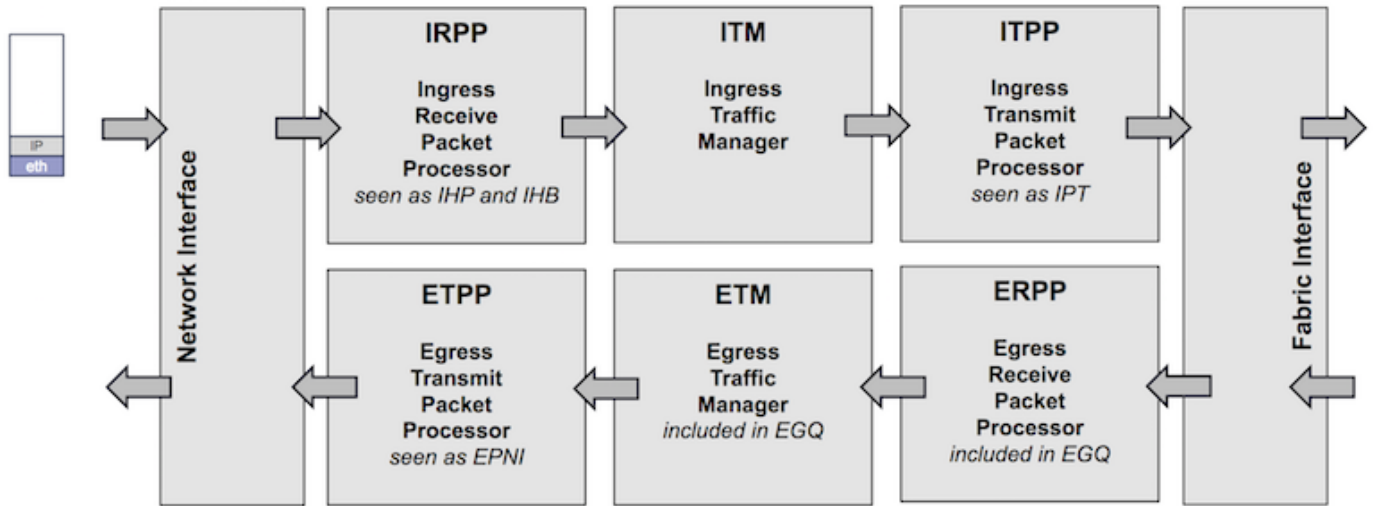 IP
eth
Network Interface
IRPP
Ingress
Receive
Packet
Processor
seen as IHP and IHB
ITM
Ingress
Traffic
Manager
ITPP
Ingress
Transmit
Packet
Processor
seen as IPT
Fabric Interface
ETPP
Egress
Transmit
Packet
Processor
seen as EPNI
ETM
Egress
Traffic
Manager
included in EGQ
ERPP
Egress
Receive
Packet
Processor
included in EGQ